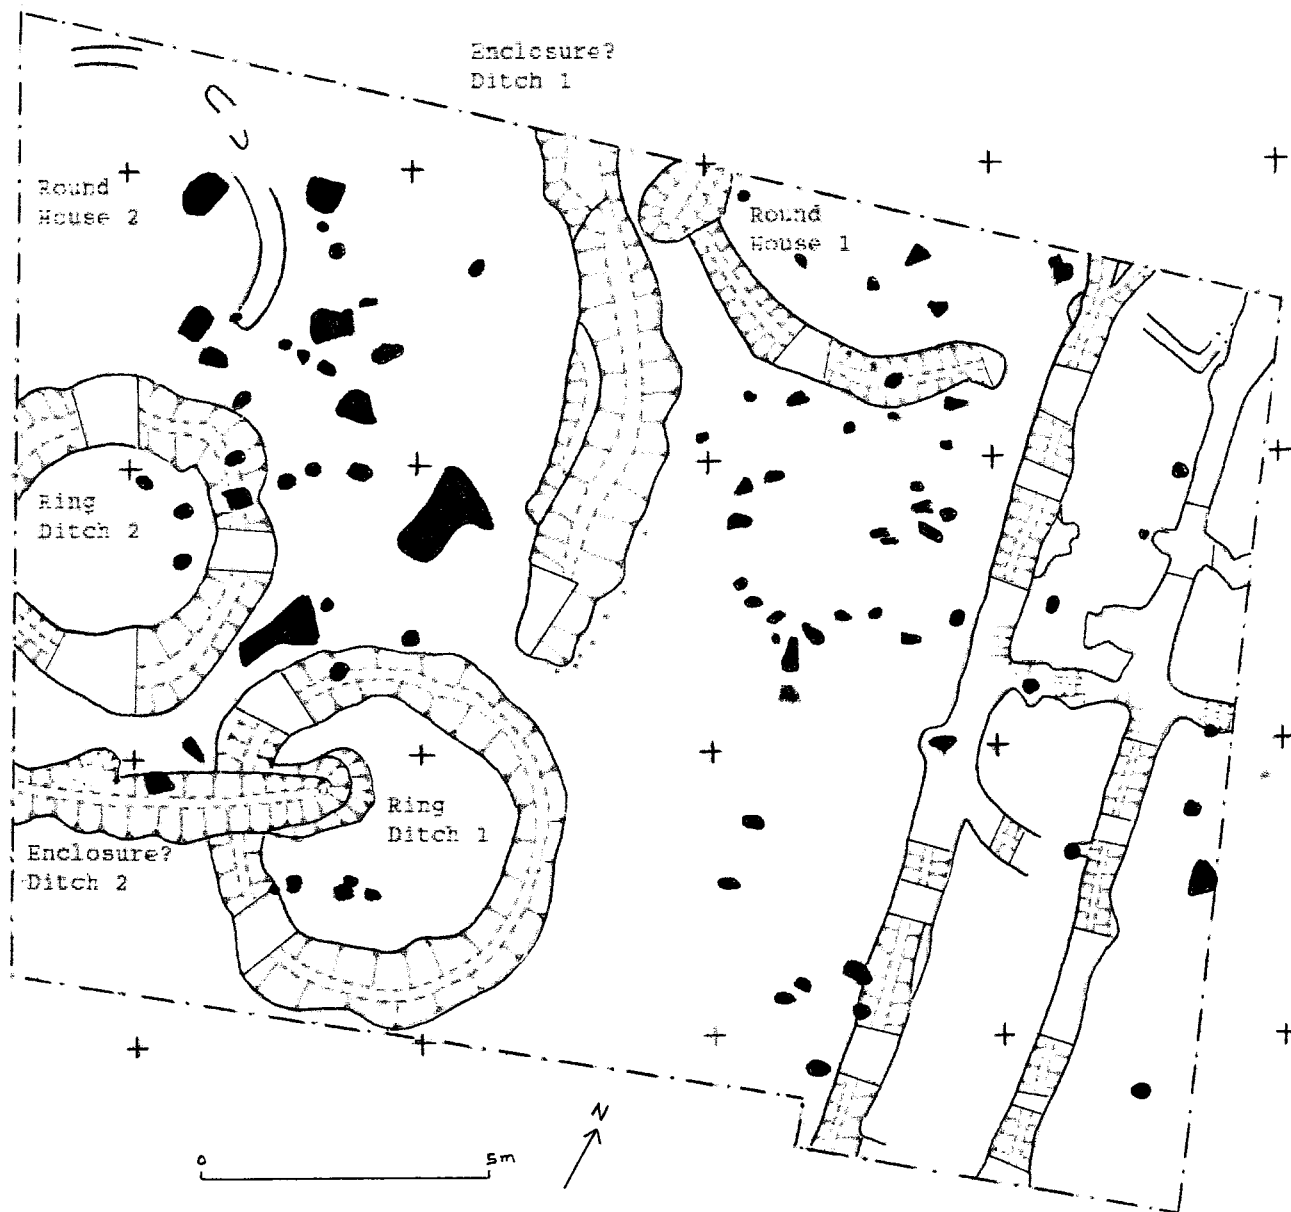 Enclosure?
Ditch 1
Round
House 2
Round
House 1
Ring
Ditch 2
Ring
Ditch 1
Enclosure?
Ditch 2
N
0 5m